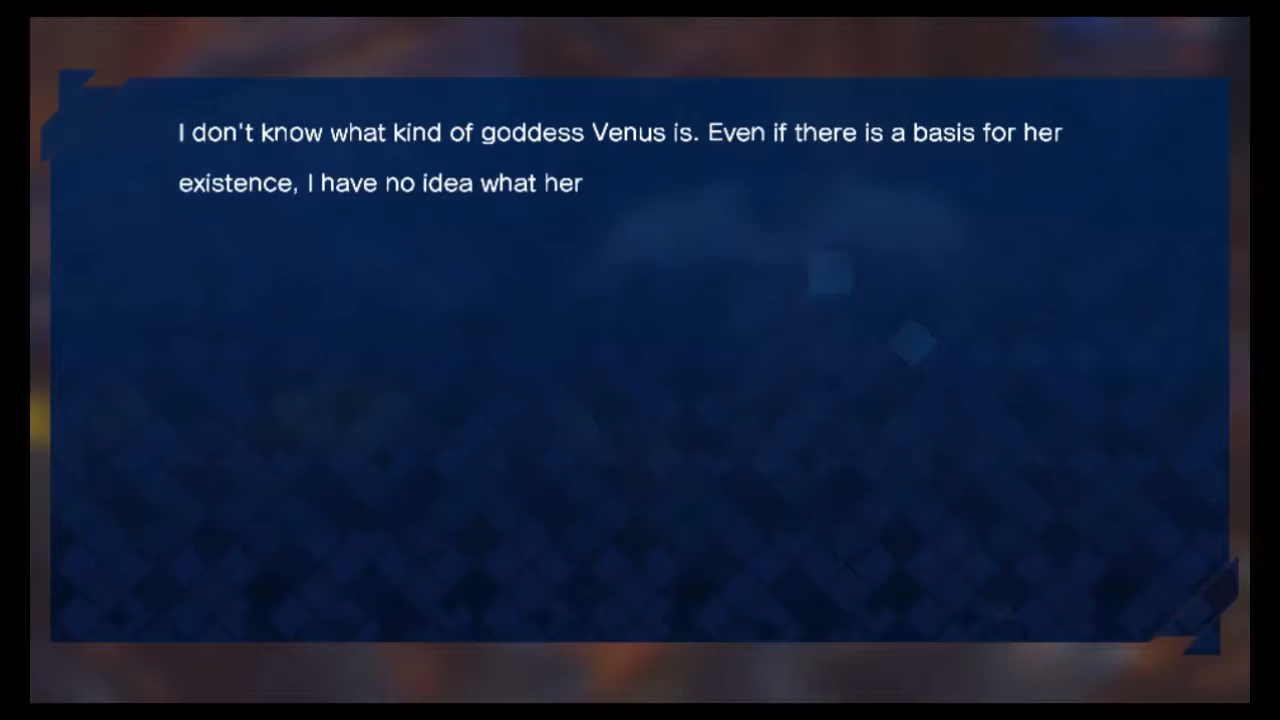 I don't know what kind of goddess Venus is. Even if there is a basis for her
existence, I have no idea what her